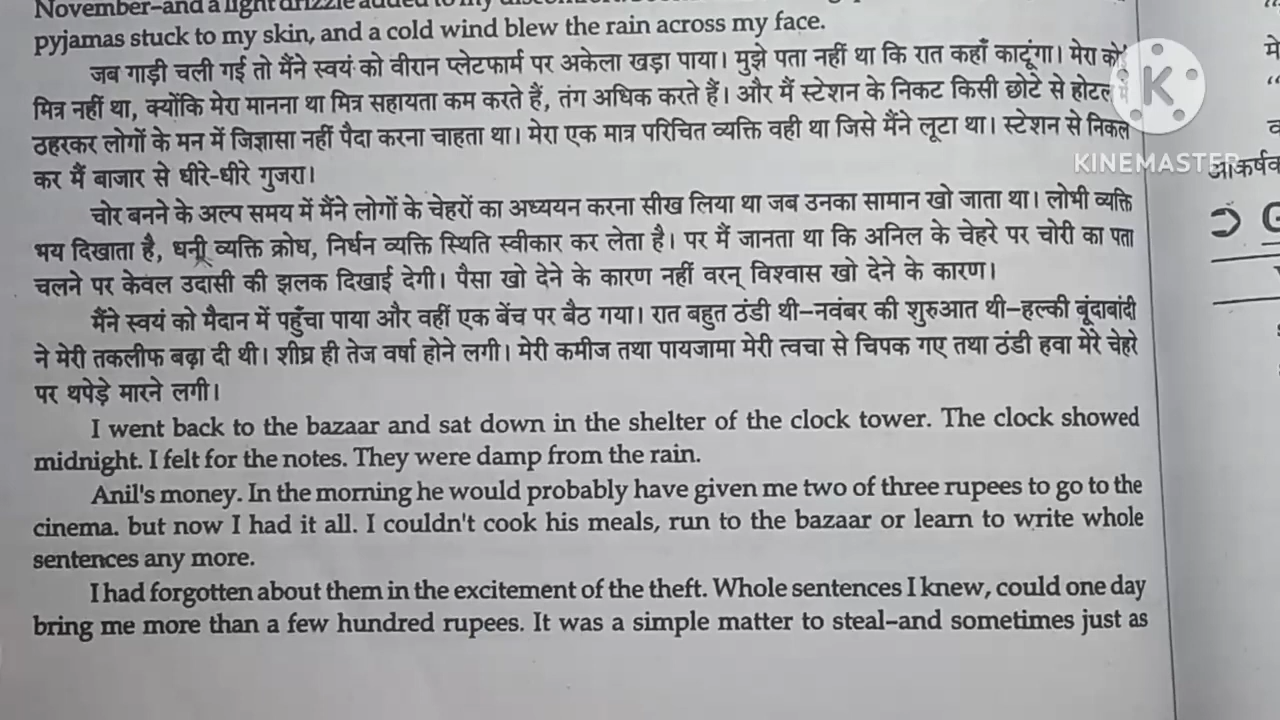 November–and a light drizzle added to my
pyjamas stuck to my skin, and a cold wind blew the rain across my face.
जब गाड़ी चली गई तो मैंने स्वयं को वीरान प्लेटफार्म पर अकेला खड़ा पाया। मुझे पता नहीं था कि रात कहाँ काटूंगा। मेरा कोई
मित्र नहीं था, क्योंकि मेरा मानना था मित्र सहायता कम करते हैं, तंग अधिक करते हैं। और मैं स्टेशन के निकट किसी छोटे से होटल में
ठहरकर लोगों के मन में जिज्ञासा नहीं पैदा करना चाहता था। मेरा एक मात्र परिचित व्यक्ति वही था जिसे मैंने लूटा था। स्टेशन से निकल
कर मैं बाजार से धीरे-धीरे गुजरा।
चोर बनने के अल्प समय में मैंने लोगों के चेहरों का अध्ययन करना सीख लिया था जब उनका सामान खो जाता था। लोभी व्यक्ति
भय दिखाता है, धनी व्यक्ति क्रोध, निर्धन व्यक्ति स्थिति स्वीकार कर लेता है। पर मैं जानता था कि अनिल के चेहरे पर चोरी का पता
चलने पर केवल उदासी की झलक दिखाई देगी। पैसा खो देने के कारण नहीं वरन् विश्वास खो देने के कारण।
मैंने स्वयं को मैदान में पहुँचा पाया और वहीं एक बेंच पर बैठ गया। रात बहुत ठंडी थी–नवंबर की शुरुआत थी–हल्की बूंदाबांदी
ने मेरी तकलीफ बढ़ा दी थी। शीघ्र ही तेज वर्षा होने लगी। मेरी कमीज तथा पायजामा मेरी त्वचा से चिपक गए तथा ठंडी हवा मेरे चेहरे
पर थपेड़े मारने लगी।
I went back to the bazaar and sat down in the shelter of the clock tower. The clock showed
midnight. I felt for the notes. They were damp from the rain.
Anil's money. In the morning he would probably have given me two of three rupees to go to the
cinema. but now I had it all. I couldn't cook his meals, run to the bazaar or learn to write whole
sentences any more.
I had forgotten about them in the excitement of the theft. Whole sentences I knew, could one day
bring me more than a few hundred rupees. It was a simple matter to steal–and sometimes just as
K
KINEMASTER
मे
आकर्षक